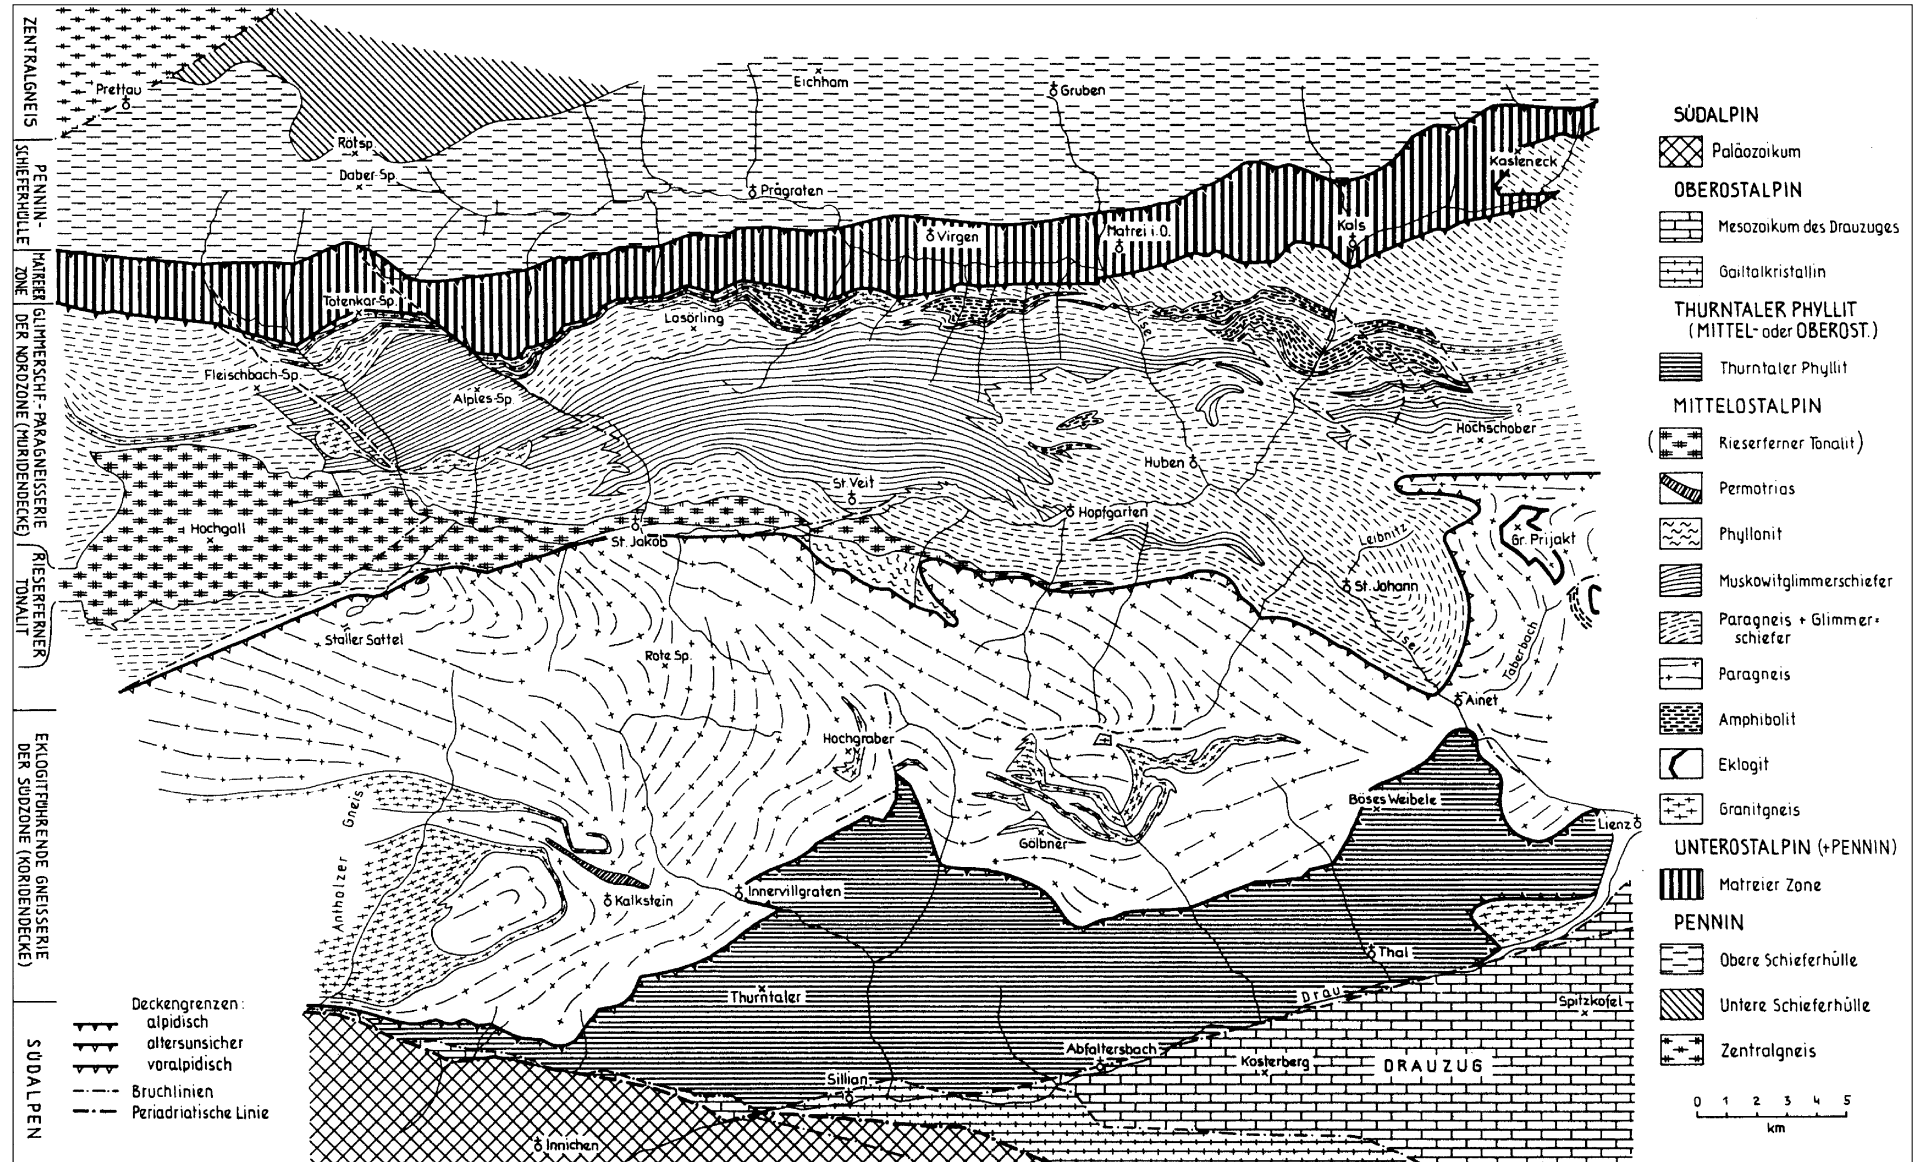 ZENTRALGNEIS
PENNIN-
SCHIEFERHÜLLE
MATREIER
ZONE
GLIMMERSCH.-PARAGNEISSERIE
DER NORDZONE (MURIDENDECKE)
RIESERFERNER
TONALIT
EKLOGITFÜHRENDE GNEISSERIE
DER SÜDZONE (KORIDENDECKE)
SÜDALPEN
Prettau
Rötsp.
Daber-Sp.
Eichham
Gruben
Prägraten
Virgen
Matrei i.O.
Kals
Kasteneck
Totenkar-Sp.
Lasörling
Fleischbach-Sp.
Alples-Sp.
Isel
Hochschober
?
Huben
St.Veit
Hopfgarten
Hochgall
St.Jakob
Leibnitz
Gr. Prijakt
St.Johann
Staller Sattel
Rote Sp.
Isel
Taberbach
Ainet
Hochgraber
Gölbner
Böses Weibele
Lienz
Antholzer Gneis
Kalkstein
Innervillgraten
Thal
Thurntaler
Drau
Spitzkofel
Abfaltersbach
Kosterberg
DRAUZUG
Sillian
Innichen
Deckengrenzen:
alpidisch
altersunsicher
voralpidisch
Bruchlinien
Periadriatische Linie
SÜDALPIN
Paläozoikum
OBEROSTALPIN
Mesozoikum des Drauzuges
Gailtalkristallin
THURNTALER PHYLLIT
(MITTEL- oder OBEROST.)
Thurntaler Phyllit
MITTELOSTALPIN
(Rieserferner Tonalit)
Permotrias
Phyllonit
Muskowitglimmerschiefer
Paragneis + Glimmer=
schiefer
Paragneis
Amphibolit
Eklogit
Granitgneis
UNTEROSTALPIN (+PENNIN)
Matreier Zone
PENNIN
Obere Schieferhülle
Untere Schieferhülle
Zentralgneis
0 1 2 3 4 5
km